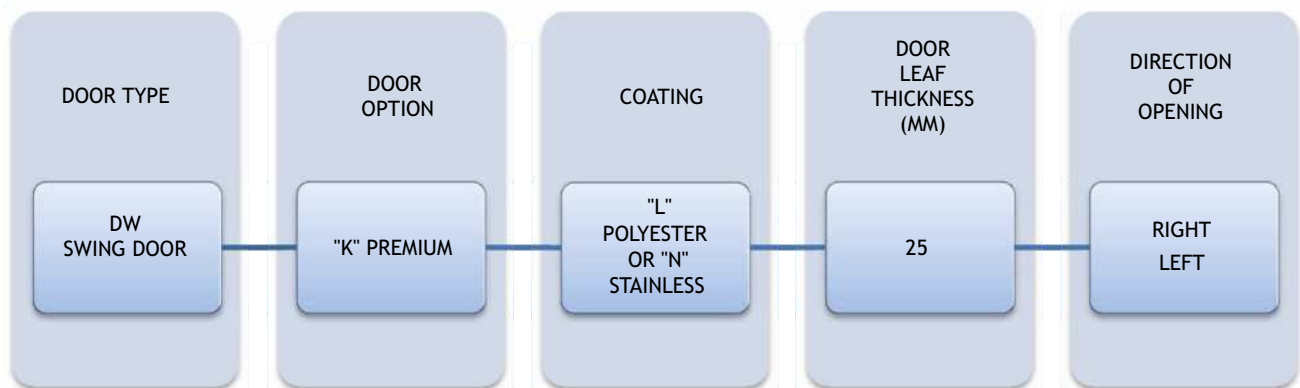 DOOR TYPE
DOOR
OPTION
COATING
DOOR
LEAF
THICKNESS
(MM)
DIRECTION
OF
OPENING
DW
SWING DOOR
"K" PREMIUM
"L"
POLYESTER
OR "N"
STAINLESS
25
RIGHT
LEFT